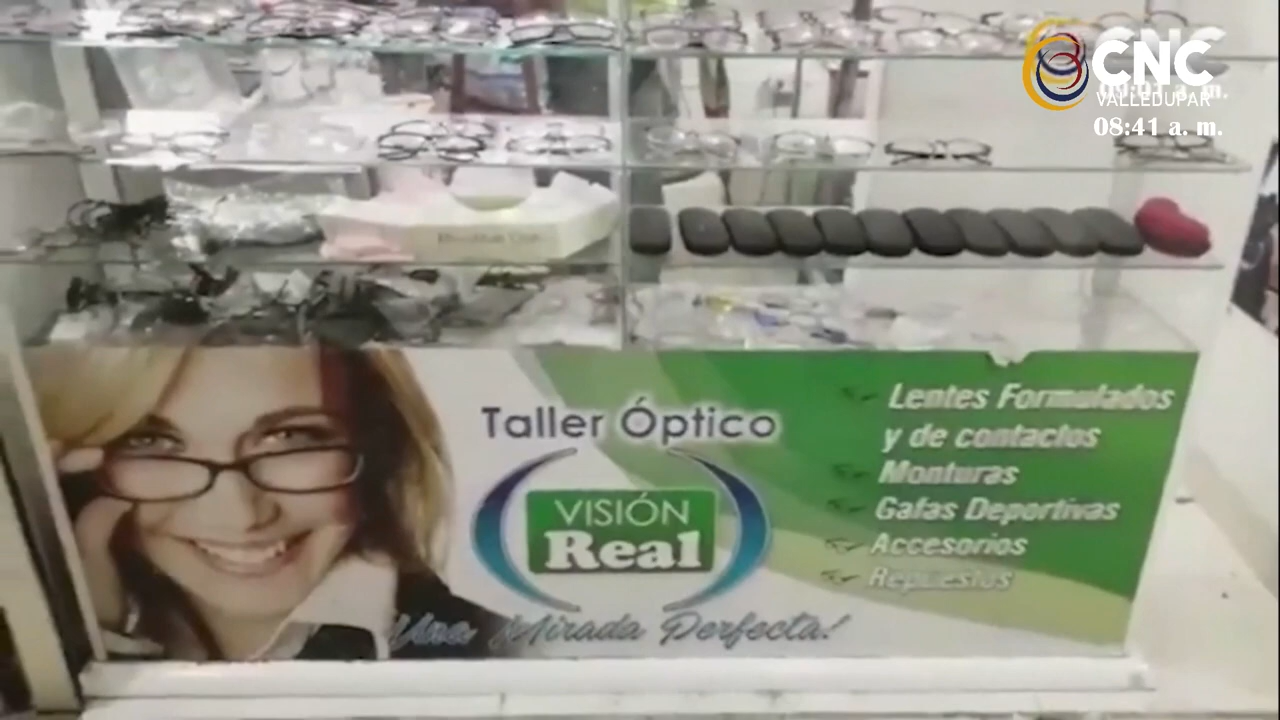 CNC
VALLEDUPAR
08:41 a. m.
Taller Óptico
VISIÓN
Real
Una Mirada Perfecta!
Lentes Formulados
y de contactos
Monturas
Gafas Deportivas
Accesorios
Repuestos